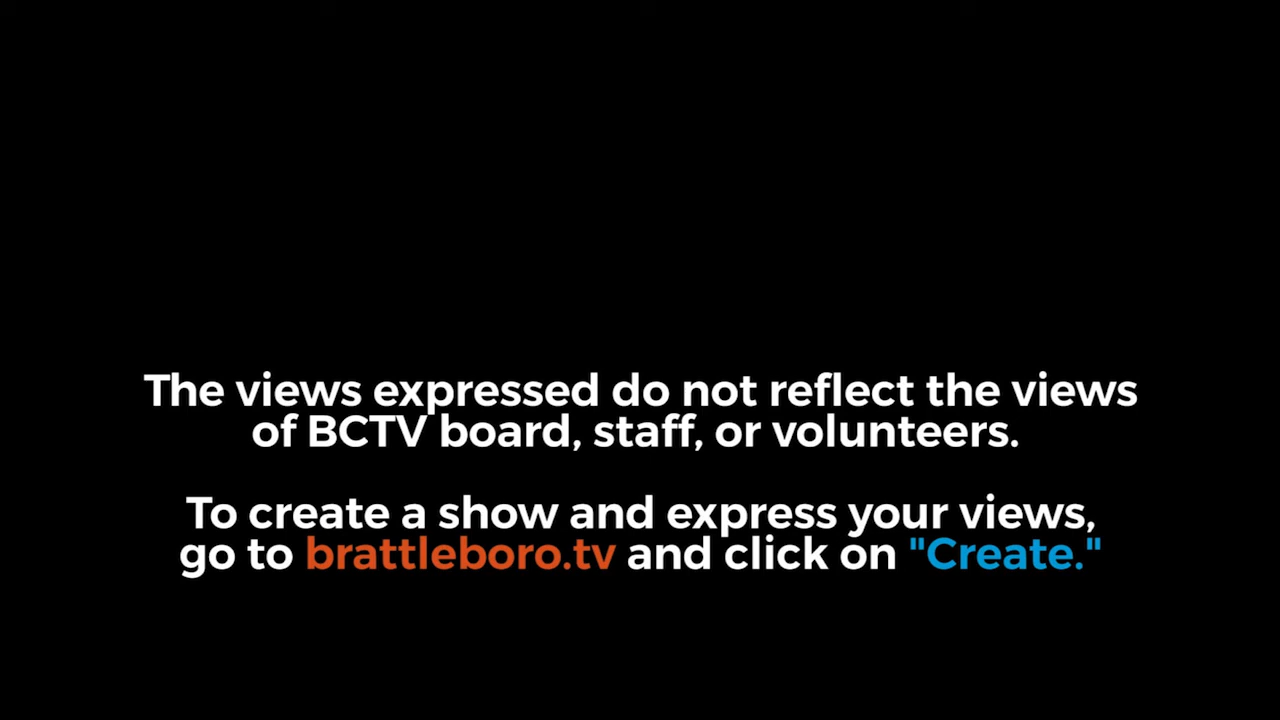 The views expressed do not reflect the views
of BCTV board, staff, or volunteers.
To create a show and express your views,
go to brattleboro.tv and click on "Create."